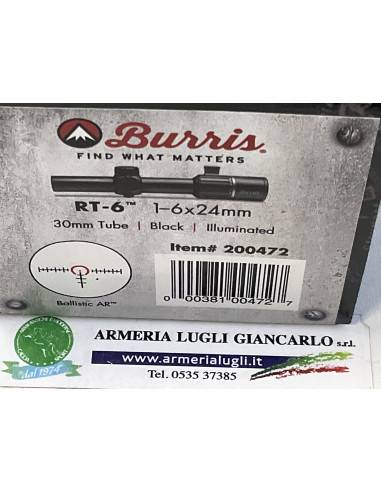 Burris.
FIND WHAT MATTERS
RT-6™ 1-6x24mm
30mm Tube | Black | Illuminated
Item# 200472
0 00381 00472 7
Ballistic AR™
ARMERIA LUGLI GIANCARLO s.r.l.
www.armerialugli.it
Tel. 0535 37385
dal 1974